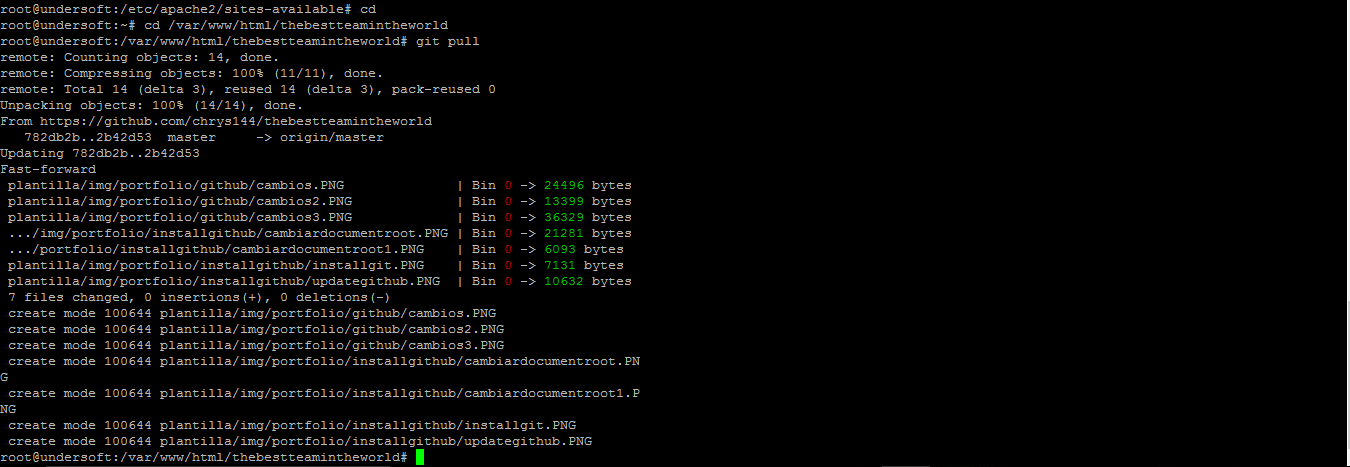 root@undersoft:/etc/apache2/sites-available# cd
root@undersoft:~# cd /var/www/html/thebestteamintheworld
root@undersoft:/var/www/html/thebestteamintheworld# git pull
remote: Counting objects: 14, done.
remote: Compressing objects: 100% (11/11), done.
remote: Total 14 (delta 3), reused 14 (delta 3), pack-reused 0
Unpacking objects: 100% (14/14), done.
From https://github.com/chrys144/thebestteamintheworld
   782db2b..2b42d53  master     -> origin/master
Updating 782db2b..2b42d53
Fast-forward
 plantilla/img/portfolio/github/cambios.PNG              | Bin 0 -> 24496 bytes
 plantilla/img/portfolio/github/cambios2.PNG             | Bin 0 -> 13399 bytes
 plantilla/img/portfolio/github/cambios3.PNG             | Bin 0 -> 36329 bytes
 .../img/portfolio/installgithub/cambiardocumentroot.PNG | Bin 0 -> 21281 bytes
 .../portfolio/installgithub/cambiardocumentroot1.PNG    | Bin 0 -> 6093 bytes
 plantilla/img/portfolio/installgithub/installgit.PNG    | Bin 0 -> 7131 bytes
 plantilla/img/portfolio/installgithub/updategithub.PNG  | Bin 0 -> 10632 bytes
 7 files changed, 0 insertions(+), 0 deletions(-)
 create mode 100644 plantilla/img/portfolio/github/cambios.PNG
 create mode 100644 plantilla/img/portfolio/github/cambios2.PNG
 create mode 100644 plantilla/img/portfolio/github/cambios3.PNG
 create mode 100644 plantilla/img/portfolio/installgithub/cambiardocumentroot.PN
G
 create mode 100644 plantilla/img/portfolio/installgithub/cambiardocumentroot1.P
NG
 create mode 100644 plantilla/img/portfolio/installgithub/installgit.PNG
 create mode 100644 plantilla/img/portfolio/installgithub/updategithub.PNG
root@undersoft:/var/www/html/thebestteamintheworld#